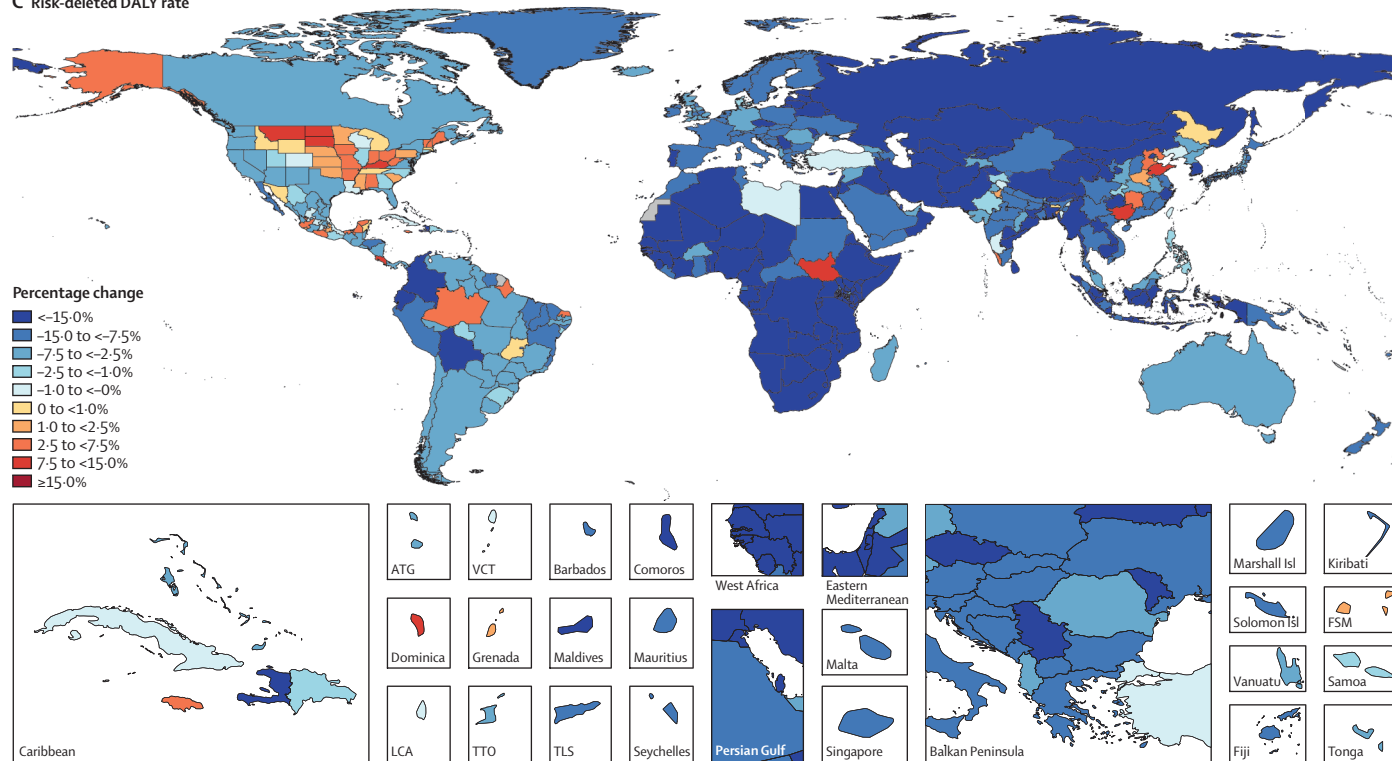 C Risk-deleted DALY rate
Percentage change
<–15·0%
–15·0 to <–7·5%
–7·5 to <–2·5%
–2·5 to <–1·0%
–1·0 to <–0%
0 to <1·0%
1·0 to <2·5%
2·5 to <7·5%
7·5 to <15·0%
≥15·0%
Caribbean
ATG
VCT
Barbados
Comoros
West Africa
Eastern
Mediterranean
Marshall Isl
Kiribati
Dominica
Grenada
Maldives
Mauritius
Malta
Solomon Isl
FSM
Vanuatu
Samoa
LCA
TTO
TLS
Seychelles
Persian Gulf
Singapore
Balkan Peninsula
Fiji
Tonga